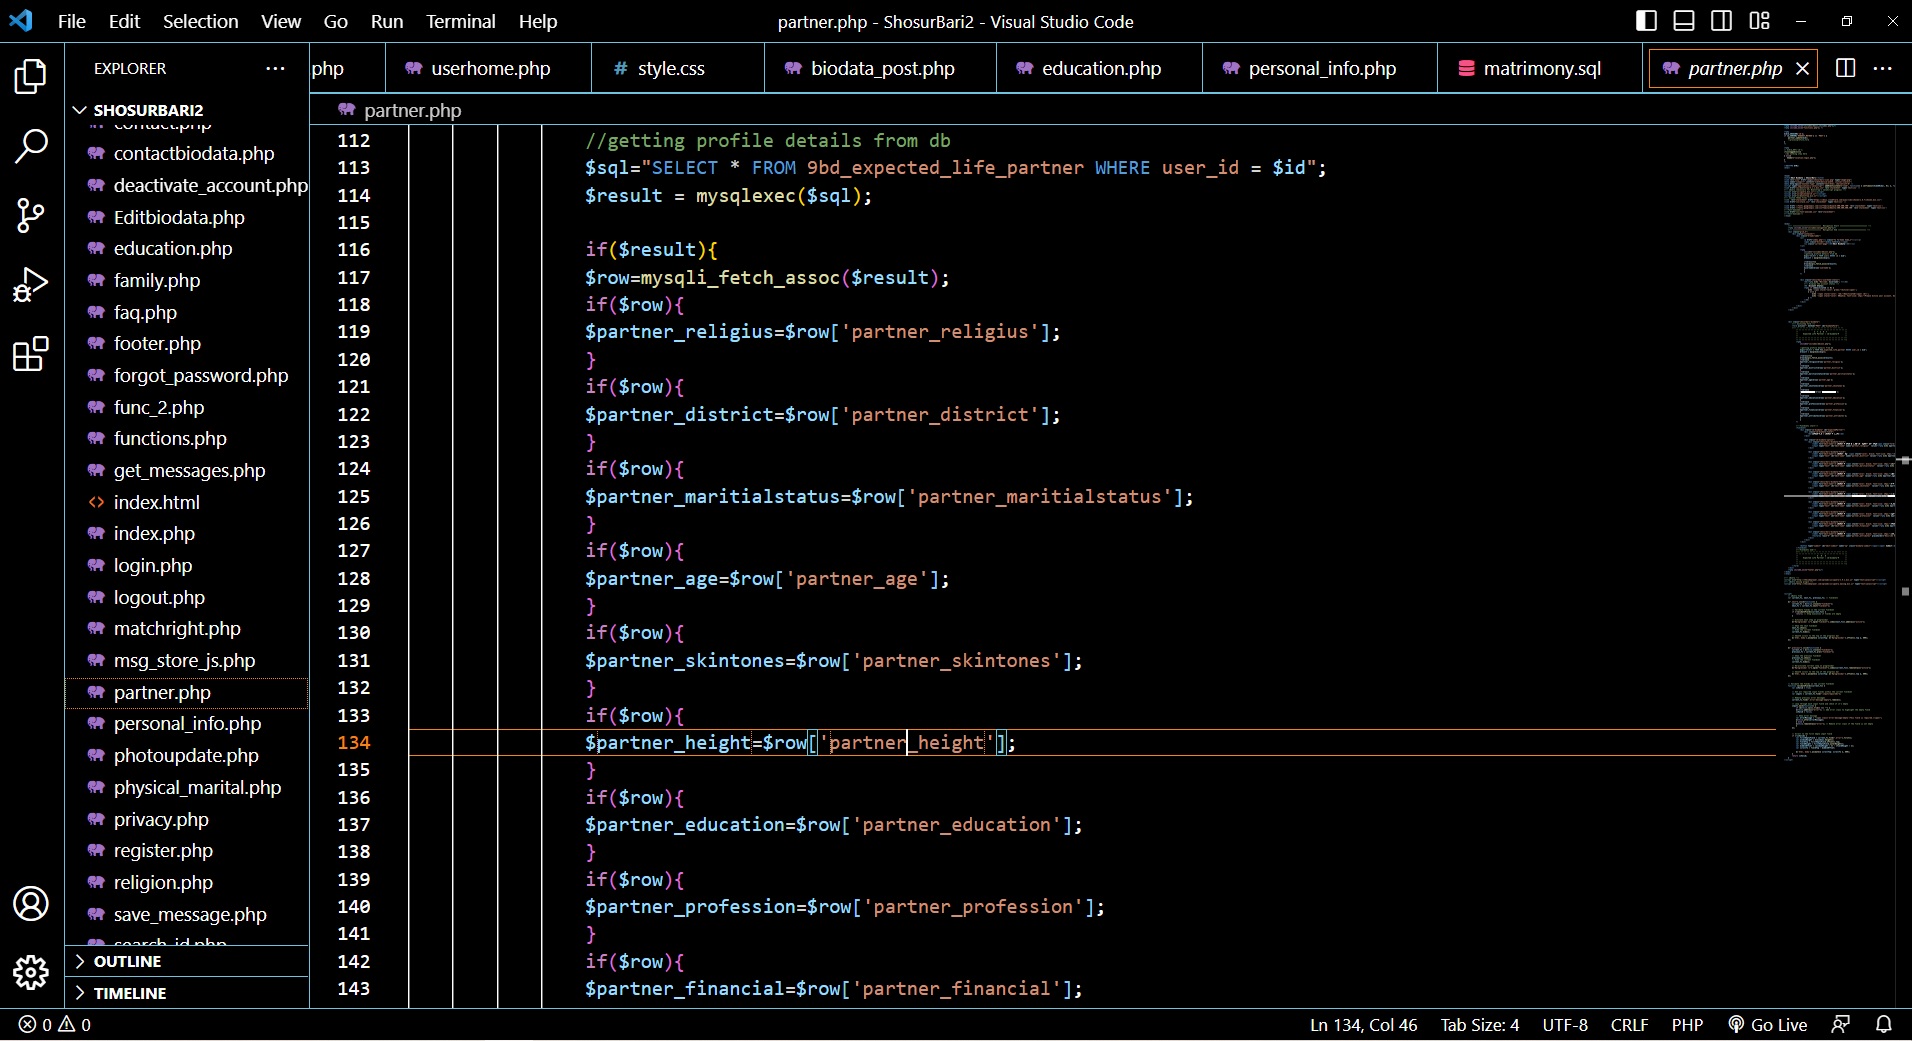 File Edit Selection View Go Run Terminal Help
partner.php - ShosurBari2 - Visual Studio Code
EXPLORER
php
userhome.php
# style.css
biodata_post.php
education.php
personal_info.php
matrimony.sql
partner.php
SHOSURBARI2
partner.php
contact.php
contactbiodata.php
deactivate_account.php
Editbiodata.php
education.php
family.php
faq.php
footer.php
forgot_password.php
func_2.php
functions.php
get_messages.php
<> index.html
index.php
login.php
logout.php
matchright.php
msg_store_js.php
partner.php
personal_info.php
photoupdate.php
physical_marital.php
privacy.php
register.php
religion.php
save_message.php
search_id.php
OUTLINE
TIMELINE
112 //getting profile details from db
113 $sql="SELECT * FROM 9bd_expected_life_partner WHERE user_id = $id";
114 $result = mysqlexec($sql);
115
116 if($result){
117 $row=mysqli_fetch_assoc($result);
118 if($row){
119 $partner_religius=$row['partner_religius'];
120 }
121 if($row){
122 $partner_district=$row['partner_district'];
123 }
124 if($row){
125 $partner_maritialstatus=$row['partner_maritialstatus'];
126 }
127 if($row){
128 $partner_age=$row['partner_age'];
129 }
130 if($row){
131 $partner_skintones=$row['partner_skintones'];
132 }
133 if($row){
134 $partner_height=$row['partner_height'];
135 }
136 if($row){
137 $partner_education=$row['partner_education'];
138 }
139 if($row){
140 $partner_profession=$row['partner_profession'];
141 }
142 if($row){
143 $partner_financial=$row['partner_financial'];
0 0
Ln 134, Col 46 Tab Size: 4 UTF-8 CRLF PHP Go Live